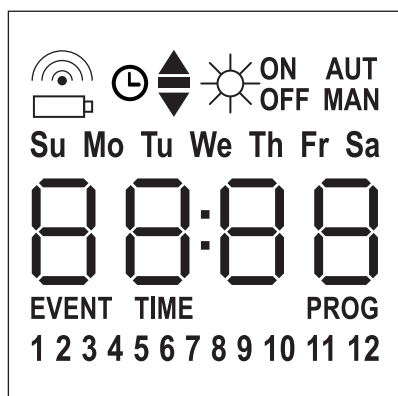 ON AUT
OFF MAN
Su Mo Tu We Th Fr Sa
88:88
EVENT TIME PROG
1 2 3 4 5 6 7 8 9 10 11 12